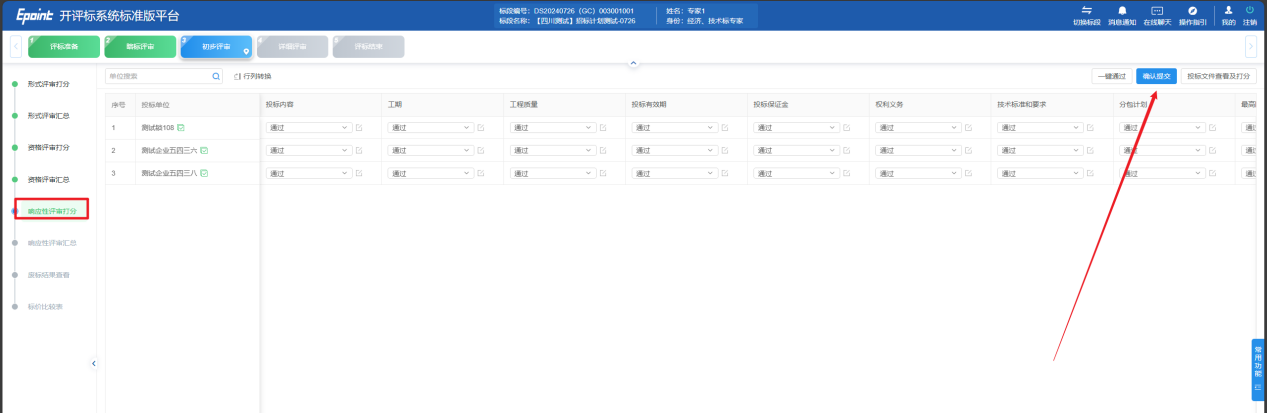 Epoint 开评标系统标准版平台
标段编号：DS20240726（GC）003001001
标段名称：【四川测试】招标计划测试-0726
姓名：专家1
身份：经济、技术标专家
切换标段 消息通知 在线聊天 操作指引 我的 注销
1 评标准备
2 暗标评审
3 初步评审
4 详细评审
5 评标结束
形式评审打分
形式评审汇总
资格评审打分
资格评审汇总
响应性评审打分
响应性评审汇总
废标结果查看
标价比较表
单位搜索 行列转换 一键通过 确认提交 投标文件查看及打分
序号 投标单位 投标内容 工期 工程质量 投标有效期 投标保证金 权利义务 技术标准和要求 分包计划 最高
1 测试额108 通过 通过 通过 通过 通过 通过 通过 通过 通
2 测试企业五四三六 通过 通过 通过 通过 通过 通过 通过 通过 通
3 测试企业五四三八 通过 通过 通过 通过 通过 通过 通过 通过 通
常用功能